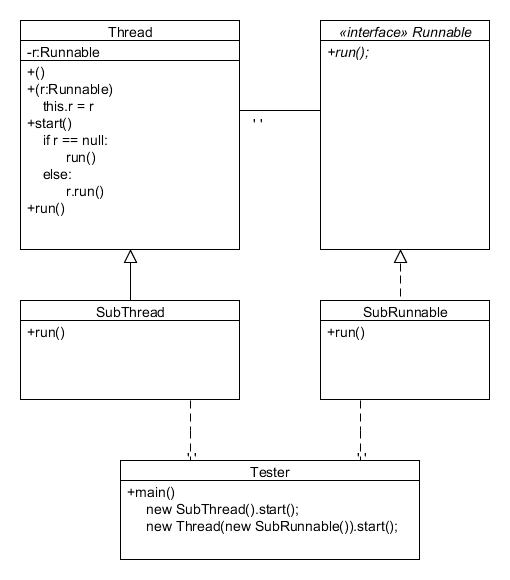 Thread
-r:Runnable
+()
+(r:Runnable)
this.r = r
+start()
if r == null:
run()
else:
r.run()
+run()
«interface» Runnable
+run();
' '
SubThread
+run()
SubRunnable
+run()
' '
' '
Tester
+main()
new SubThread().start();
new Thread(new SubRunnable()).start();